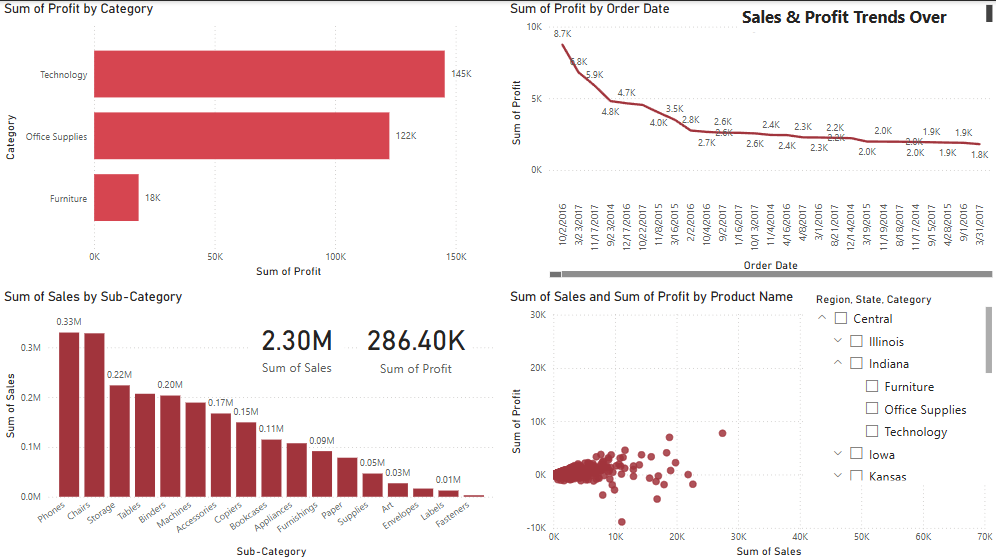 Sum of Profit by Category
Technology
145K
Office Supplies
122K
Furniture
18K
0K 50K 100K 150K
Sum of Profit
Category
Sum of Profit by Order Date
Sales & Profit Trends Over
10K
5K
0K
Sum of Profit
8.7K
6.8K
5.9K
4.8K
4.7K
4.0K
3.5K
2.8K
2.7K
2.6K
2.6K
2.6K
2.4K
2.4K
2.3K
2.3K
2.2K
2.2K
2.0K
2.0K
2.0K
2.0K
1.9K
1.9K
1.9K
1.8K
10/2/2016
3/23/2017
11/17/2017
9/23/2014
12/17/2016
10/22/2017
11/8/2015
3/16/2015
2/2/2016
10/4/2016
9/2/2017
1/16/2017
10/13/2017
11/4/2014
4/16/2016
4/8/2017
3/1/2016
8/21/2016
12/14/2014
3/19/2015
11/19/2014
8/18/2017
11/17/2014
9/15/2017
4/28/2015
9/1/2016
3/31/2017
Order Date
Sum of Sales by Sub-Category
2.30M
Sum of Sales
286.40K
Sum of Profit
0.3M
0.2M
0.1M
0.0M
Sum of Sales
0.33M
0.22M
0.20M
0.17M
0.15M
0.11M
0.09M
0.05M
0.03M
0.01M
Phones
Chairs
Storage
Tables
Binders
Machines
Accessories
Copiers
Bookcases
Appliances
Furnishings
Paper
Supplies
Art
Envelopes
Labels
Fasteners
Sub-Category
Sum of Sales and Sum of Profit by Product Name
30K
20K
10K
0K
-10K
Sum of Profit
0K 10K 20K 30K 40K 50K 60K 70K
Sum of Sales
Region, State, Category
Central
Illinois
Indiana
Furniture
Office Supplies
Technology
Iowa
Kansas